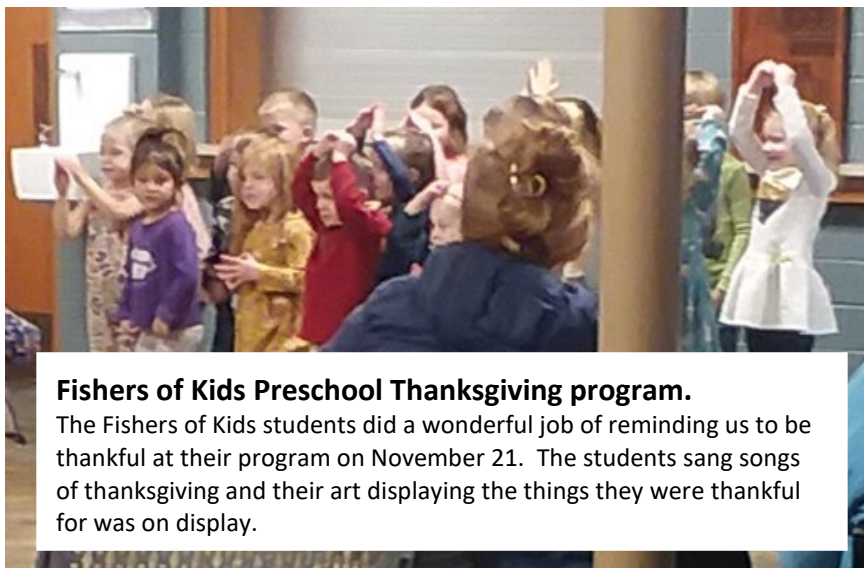 Fishers of Kids Preschool Thanksgiving program.
The Fishers of Kids students did a wonderful job of reminding us to be
thankful at their program on November 21.  The students sang songs
of thanksgiving and their art displaying the things they were thankful
for was on display.